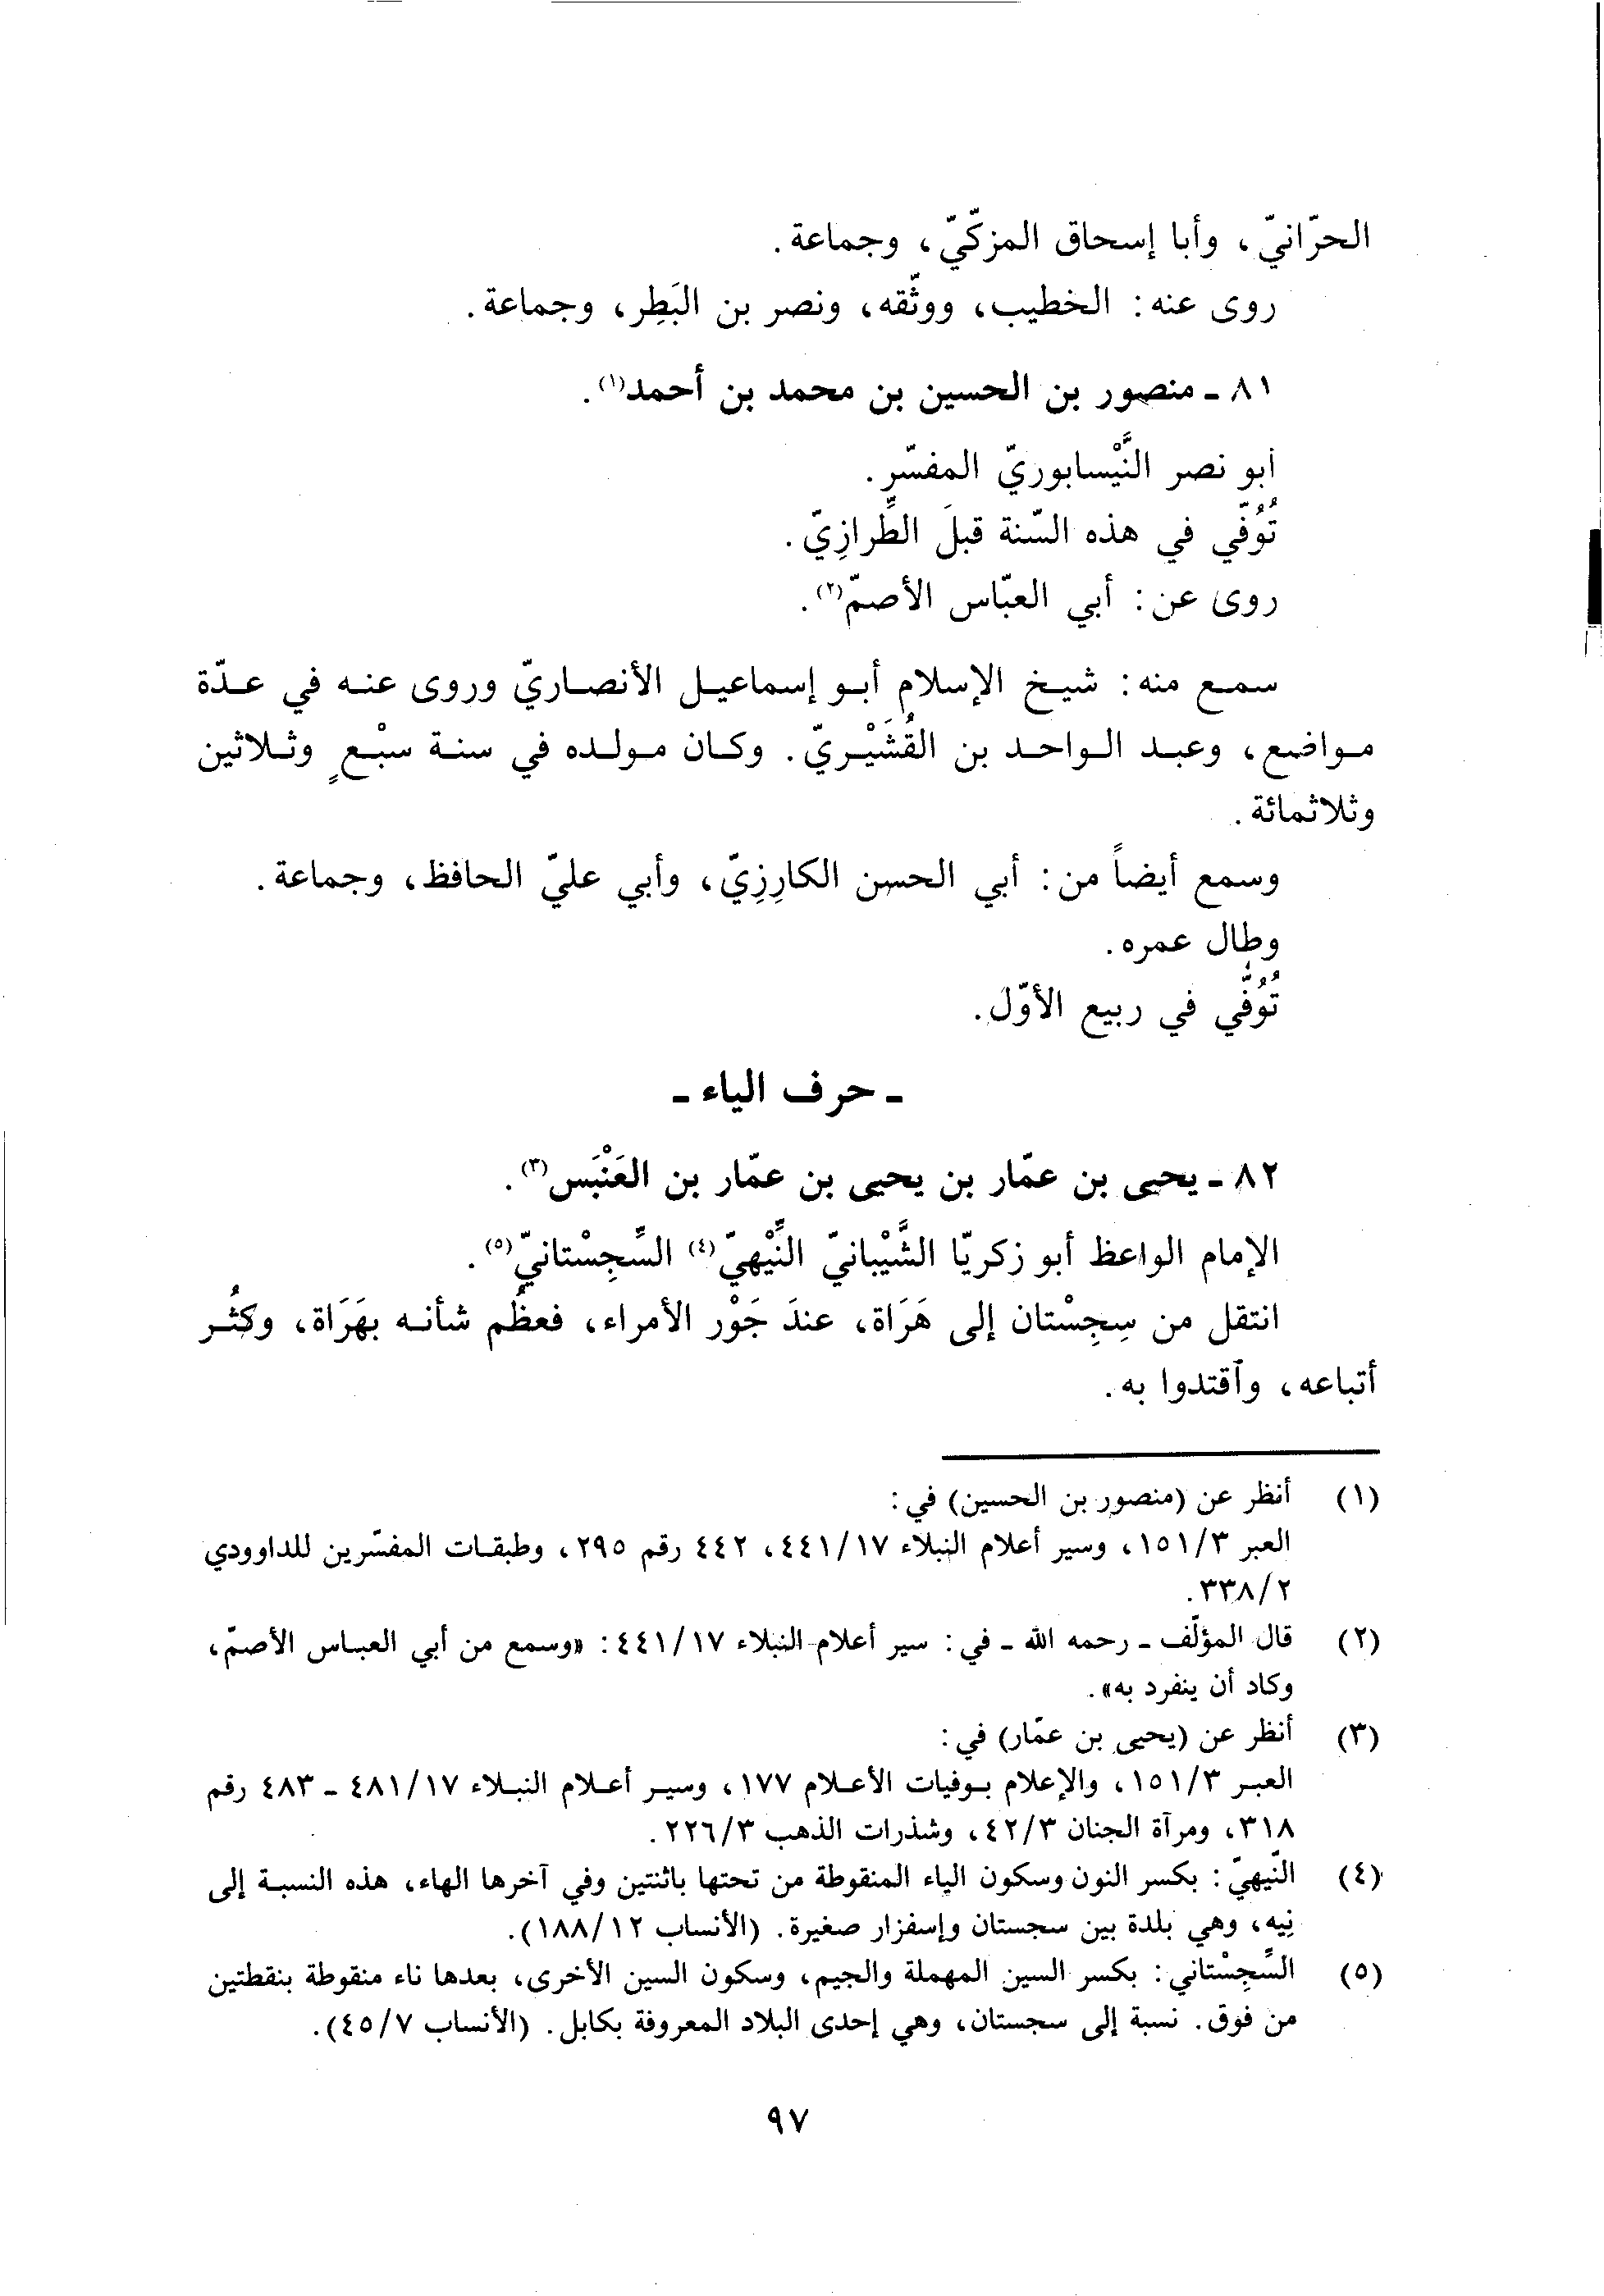 الحرّانيّ، وأبا إسحاق المزكّيّ، وجماعة.
روى عنه: الخطيب، ووثّقه، ونصر بن البَطِر، وجماعة.
٨١ ـ منصور بن الحسين بن محمد بن أحمد(١).
أبو نصر النَّيْسابوريّ المفسّر.
تُوُفّي في هذه السّنة قبلَ الطِّرازِيّ.
روى عن: أبي العبّاس الأصمّ(٢).
سمع منه: شيخ الإسلام أبو إسماعيل الأنصاريّ وروى عنه في عدّة
مواضع، وعبد الواحد بن القُشَيْريّ. وكان مولده في سنة سبْعٍ وثلاثين
وثلاثمائة.
وسمع أيضاً من: أبي الحسن الكارِزِيّ، وأبي عليّ الحافظ، وجماعة.
وطال عمره.
تُوُفّي في ربيع الأوّل.
ـ حرف الياء ـ
٨٢ ـ يحيى بن عمّار بن يحيى بن عمّار بن العَنْبَس(٣).
الإمام الواعظ أبو زكريّا الشَّيْبانيّ النِّيْهيّ(٤) السِّجِسْتانيّ(٥).
انتقل من سِجِسْتان إلى هَرَاة، عندَ جَوْر الأمراء، فعظُم شأنه بهَرَاة، وكثُر
أتباعه، وٱقتدوا به.
(١) أنظر عن (منصور بن الحسين) في:
العبر ٣/١٥١، وسير أعلام النبلاء ١٧/٤٤١، ٤٤٢ رقم ٢٩٥، وطبقات المفسّرين للداوودي
٢/٣٣٨.
(٢) قال المؤلّف ـ رحمه الله ـ في: سير أعلام النبلاء ١٧/٤٤١: «وسمع من أبي العباس الأصمّ،
وكاد أن ينفرد به».
(٣) أنظر عن (يحيى بن عمّار) في:
العبر ٣/١٥١، والإعلام بوفيات الأعلام ١٧٧، وسير أعلام النبلاء ١٧/٤٨١ ـ ٤٨٣ رقم
٣١٨، ومرآة الجنان ٣/٤٢، وشذرات الذهب ٣/٢٢٦.
(٤) النّيهيّ: بكسر النون وسكون الياء المنقوطة من تحتها باثنتين وفي آخرها الهاء، هذه النسبة إلى
نِيه، وهي بلدة بين سجستان وإسفزار صغيرة. (الأنساب ١٢/١٨٨).
(٥) السِّجِسْتاني: بكسر السين المهملة والجيم، وسكون السين الأخرى، بعدها تاء منقوطة بنقطتين
من فوق. نسبة إلى سجستان، وهي إحدى البلاد المعروفة بكابل. (الأنساب ٧/٤٥).
٩٧